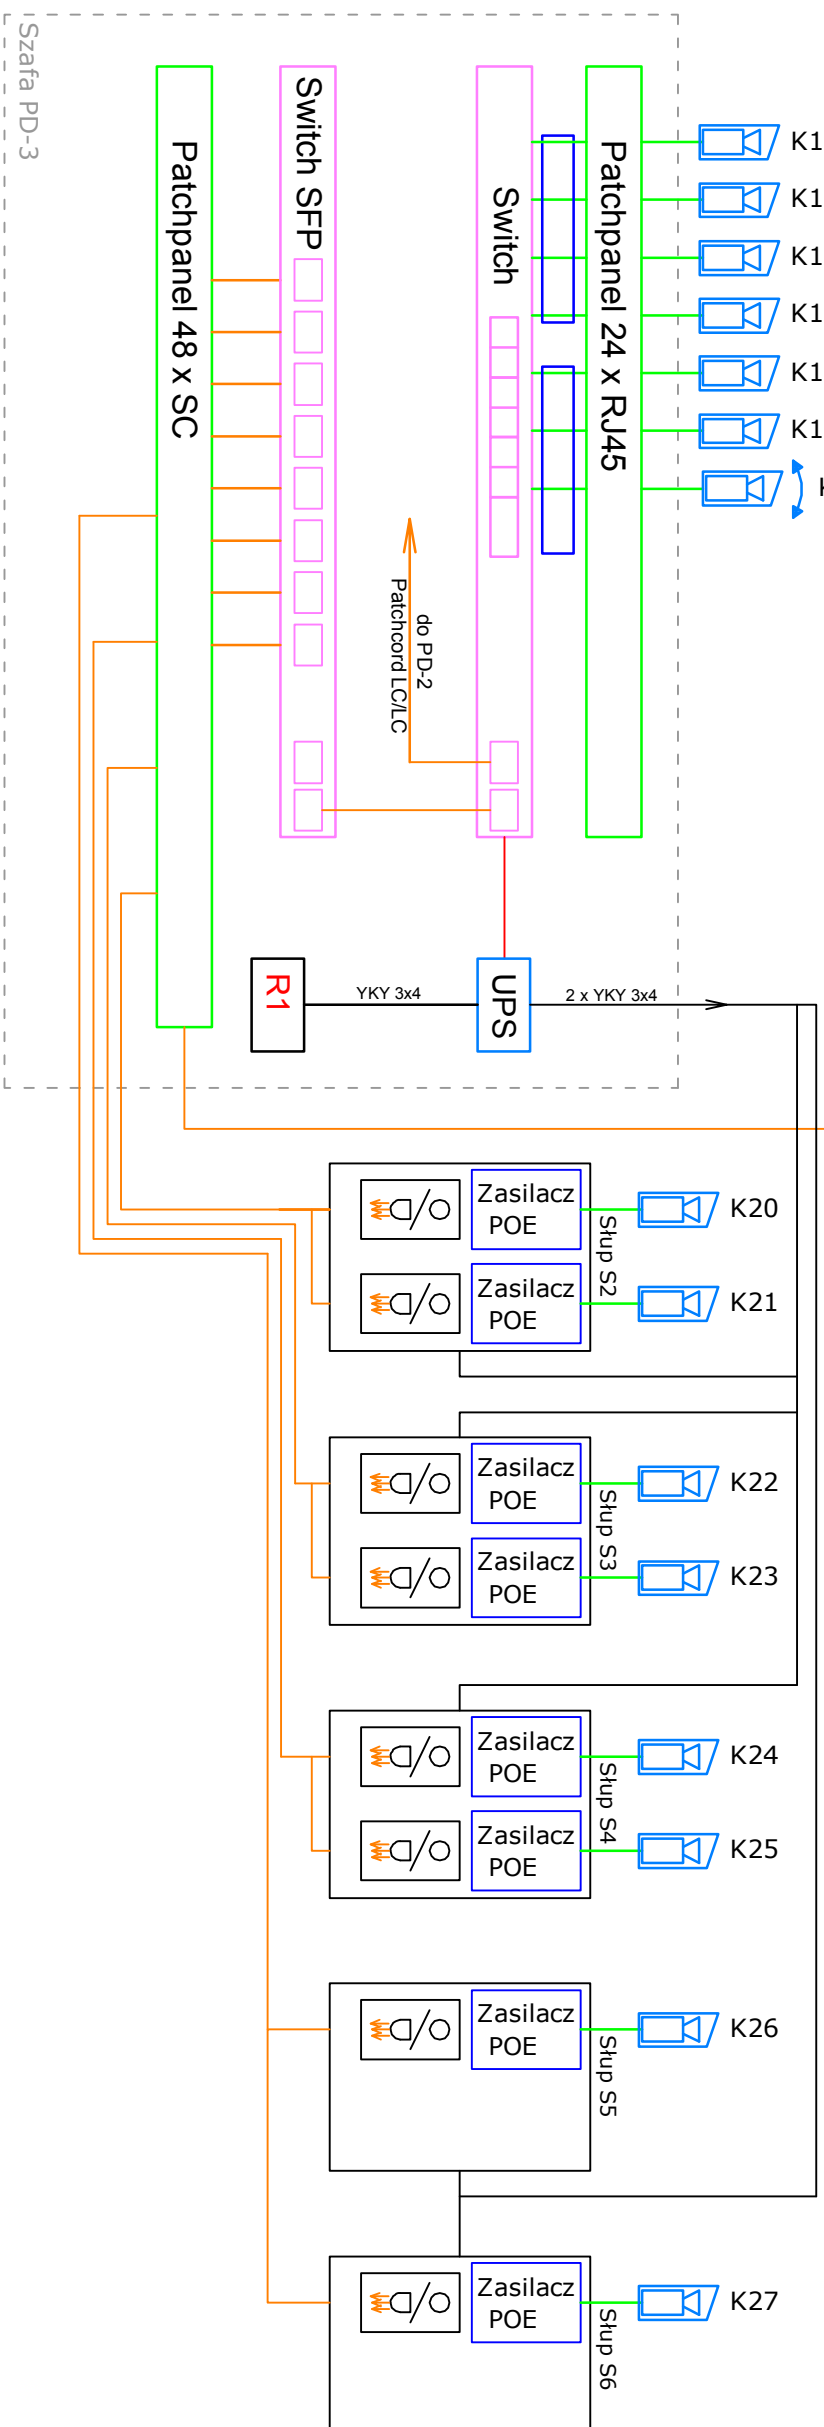 Szafa PD-3
Patchpanel 48 x SC
Switch SFP
Switch
Patchpanel 24 x RJ45
K1
K1
K1
K1
K1
K1
do PD-2
Patchcord LC/LC
R1
YKY 3x4
UPS
2 x YKY 3x4
Zasilacz
POE
Słup S2
K20
Zasilacz
POE
K21
Zasilacz
POE
Słup S3
K22
Zasilacz
POE
K23
Zasilacz
POE
Słup S4
K24
Zasilacz
POE
K25
Zasilacz
POE
Słup S5
K26
Zasilacz
POE
Słup S6
K27